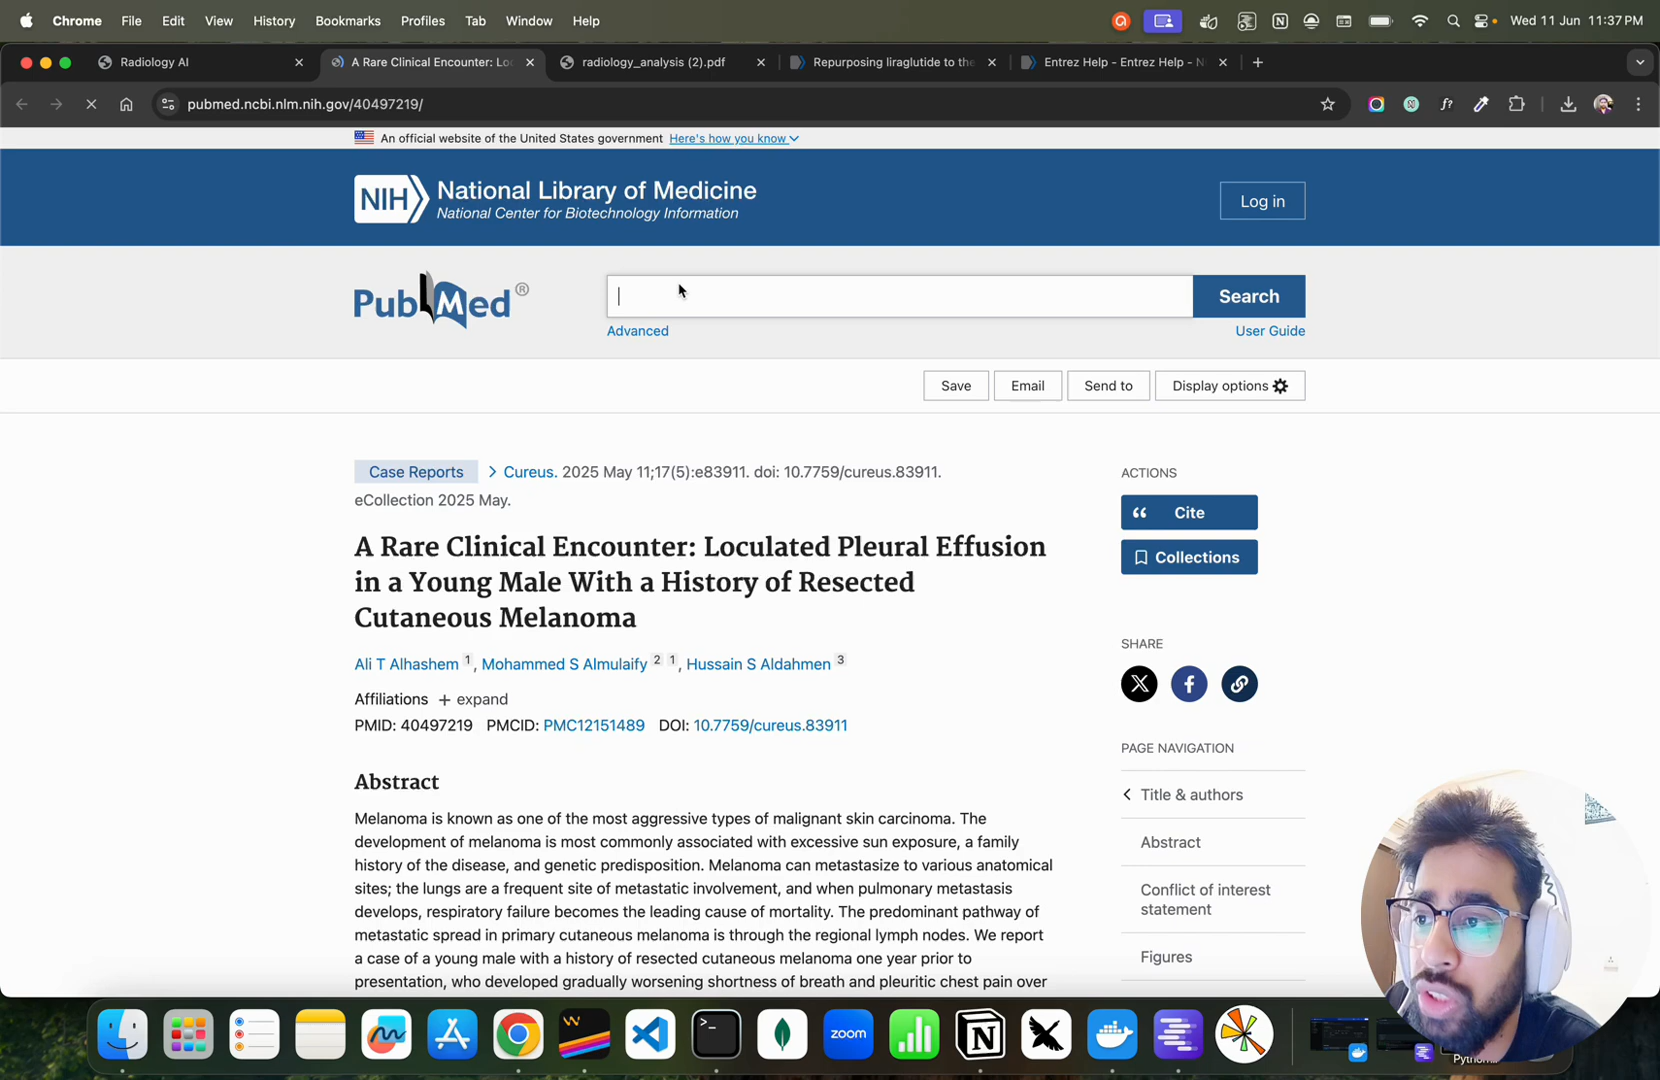 Chrome File Edit View History Bookmarks Profiles Tab Window Help Wed 11 Jun 11:37 PM
Radiology AI A Rare Clinical Encounter: Lo radiology_analysis (2).pdf Repurposing liraglutide to the Entrez Help - Entrez Help - N
pubmed.ncbi.nlm.nih.gov/40497219/
An official website of the United States government Here's how you know
NIH National Library of Medicine
National Center for Biotechnology Information
Log in
PubMed®
Search
Advanced User Guide
Save Email Send to Display options
Case Reports > Cureus. 2025 May 11;17(5):e83911. doi: 10.7759/cureus.83911.
eCollection 2025 May.
A Rare Clinical Encounter: Loculated Pleural Effusion
in a Young Male With a History of Resected
Cutaneous Melanoma
Ali T Alhashem 1, Mohammed S Almulaify 2 1, Hussain S Aldahmen 3
Affiliations + expand
PMID: 40497219 PMCID: PMC12151489 DOI: 10.7759/cureus.83911
Abstract
Melanoma is known as one of the most aggressive types of malignant skin carcinoma. The
development of melanoma is most commonly associated with excessive sun exposure, a family
history of the disease, and genetic predisposition. Melanoma can metastasize to various anatomical
sites; the lungs are a frequent site of metastatic involvement, and when pulmonary metastasis
develops, respiratory failure becomes the leading cause of mortality. The predominant pathway of
metastatic spread in primary cutaneous melanoma is through the regional lymph nodes. We report
a case of a young male with a history of resected cutaneous melanoma one year prior to
presentation, who developed gradually worsening shortness of breath and pleuritic chest pain over
ACTIONS
Cite
Collections
SHARE
PAGE NAVIGATION
Title & authors
Abstract
Conflict of interest
statement
Figures
zoom
Python